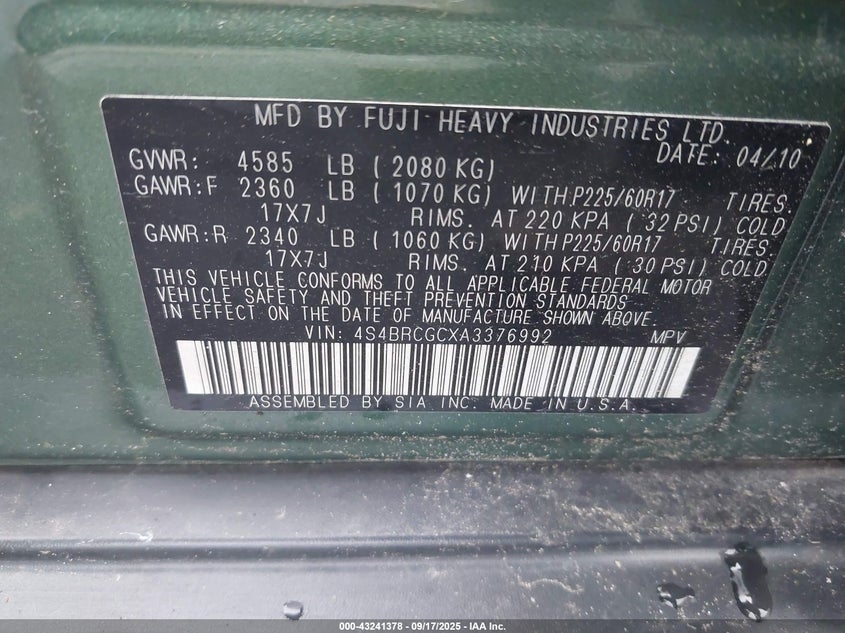 MFD BY FUJI HEAVY INDUSTRIES LTD.
DATE: 04/10
GVWR: 4585 LB (2080 KG)
GAWR:F 2360 LB (1070 KG) WITH P225/60R17 TIRES.
17X7J RIMS. AT 220 KPA (32 PSI) COLD
GAWR:R 2340 LB (1060 KG) WITH P225/60R17 TIRES.
17X7J RIMS. AT 210 KPA (30 PSI) COLD.
THIS VEHICLE CONFORMS TO ALL APPLICABLE FEDERAL MOTOR
VEHICLE SAFETY AND THEFT PREVENTION STANDARDS
IN EFFECT ON THE DATE OF MANUFACTURE SHOWN ABOVE.
VIN: 4S4BRCGCXA3376992 MPV
ASSEMBLED BY SIA INC. MADE IN U.S.A.
000-43241378 - 09/17/2025 - IAA Inc.